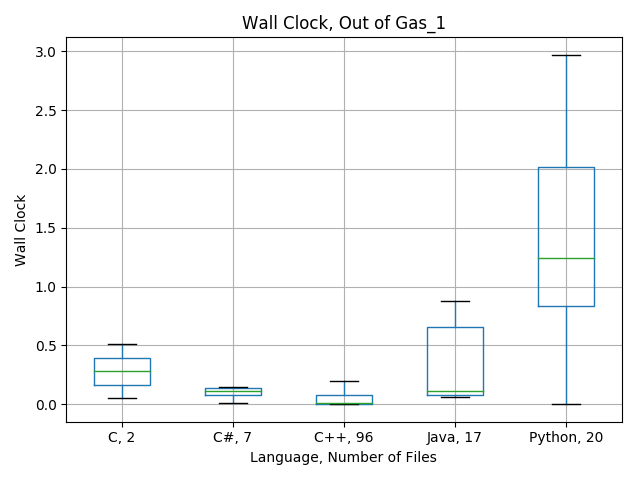 Wall Clock, Out of Gas_1
3.0
2.5
2.0
1.5
1.0
0.5
0.0
Wall Clock
C, 2 C#, 7 C++, 96 Java, 17 Python, 20
Language, Number of Files